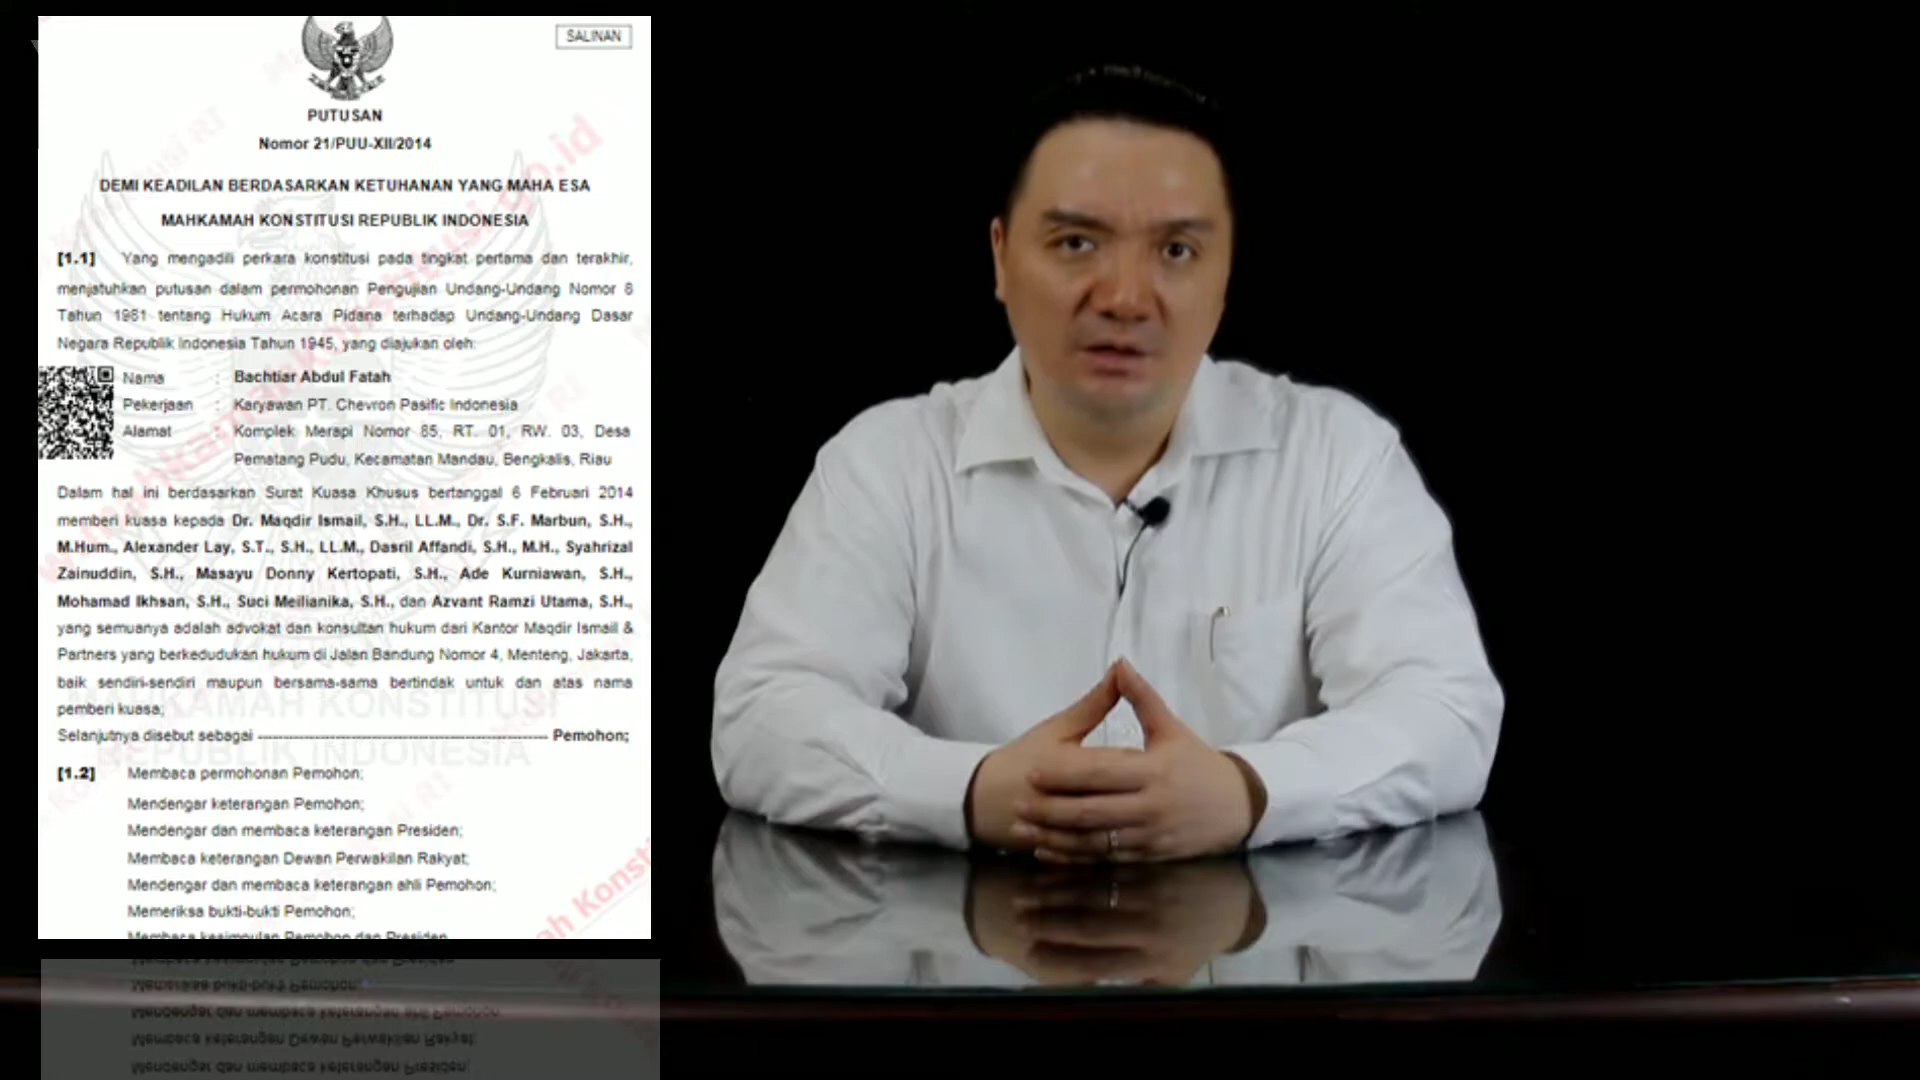 SALINAN
PUTUSAN
Nomor 21/PUU-XII/2014
DEMI KEADILAN BERDASARKAN KETUHANAN YANG MAHA ESA
MAHKAMAH KONSTITUSI REPUBLIK INDONESIA
[1.1] Yang mengadili perkara konstitusi pada tingkat pertama dan terakhir,
menjatuhkan putusan dalam permohonan Pengujian Undang-Undang Nomor 8
Tahun 1981 tentang Hukum Acara Pidana terhadap Undang-Undang Dasar
Negara Republik Indonesia Tahun 1945, yang diajukan oleh:
Nama : Bachtiar Abdul Fatah
Pekerjaan : Karyawan PT. Chevron Pasific Indonesia
Alamat : Komplek Merapi Nomor 85, RT. 01, RW. 03, Desa
Pematang Pudu, Kecamatan Mandau, Bengkalis, Riau
Dalam hal ini berdasarkan Surat Kuasa Khusus bertanggal 6 Februari 2014
memberi kuasa kepada Dr. Maqdir Ismail, S.H., LL.M., Dr. S.F. Marbun, S.H.,
M.Hum., Alexander Lay, S.T., S.H., LL.M., Dasril Affandi, S.H., M.H., Syahrizal
Zainuddin, S.H., Masayu Donny Kertopati, S.H., Ade Kurniawan, S.H.,
Mohamad Ikhsan, S.H., Suci Meilianika, S.H., dan Azvant Ramzi Utama, S.H.,
yang semuanya adalah advokat dan konsultan hukum dari Kantor Maqdir Ismail &
Partners yang berkedudukan hukum di Jalan Bandung Nomor 4, Menteng, Jakarta,
baik sendiri-sendiri maupun bersama-sama bertindak untuk dan atas nama
pemberi kuasa;
Selanjutnya disebut sebagai ---------------------------------------------------- Pemohon;
[1.2] Membaca permohonan Pemohon;
Mendengar keterangan Pemohon;
Mendengar dan membaca keterangan Presiden;
Membaca keterangan Dewan Perwakilan Rakyat;
Mendengar dan membaca keterangan ahli Pemohon;
Memeriksa bukti-bukti Pemohon;
Membaca kesimpulan Pemohon dan Presiden